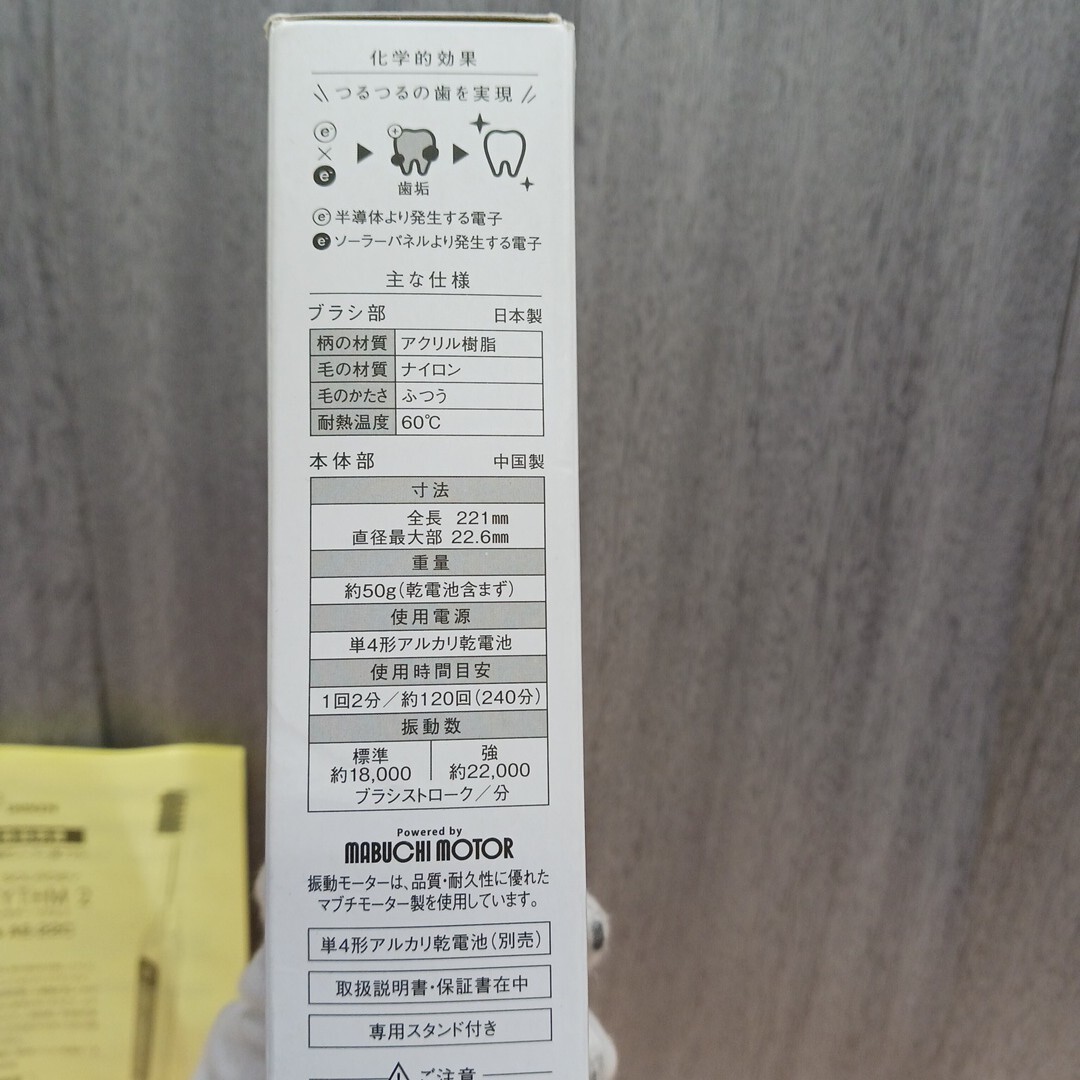 化学的効果
つるつるの歯を実現
e
×
e⁻
+
歯垢
e 半導体より発生する電子
e⁻ ソーラーパネルより発生する電子
主な仕様
ブラシ部 日本製
柄の材質 アクリル樹脂
毛の材質 ナイロン
毛のかたさ ふつう
耐熱温度 60℃
本体部 中国製
寸法
全長 221㎜
直径最大部 22.6㎜
重量
約50g(乾電池含まず)
使用電源
単4形アルカリ乾電池
使用時間目安
1回2分／約120回(240分)
振動数
標準 強
約18,000 約22,000
ブラシストローク／分
Powered by
MABUCHI MOTOR
振動モーターは、品質・耐久性に優れた
マブチモーター製を使用しています。
単4形アルカリ乾電池(別売)
取扱説明書・保証書在中
専用スタンド付き
ご注意